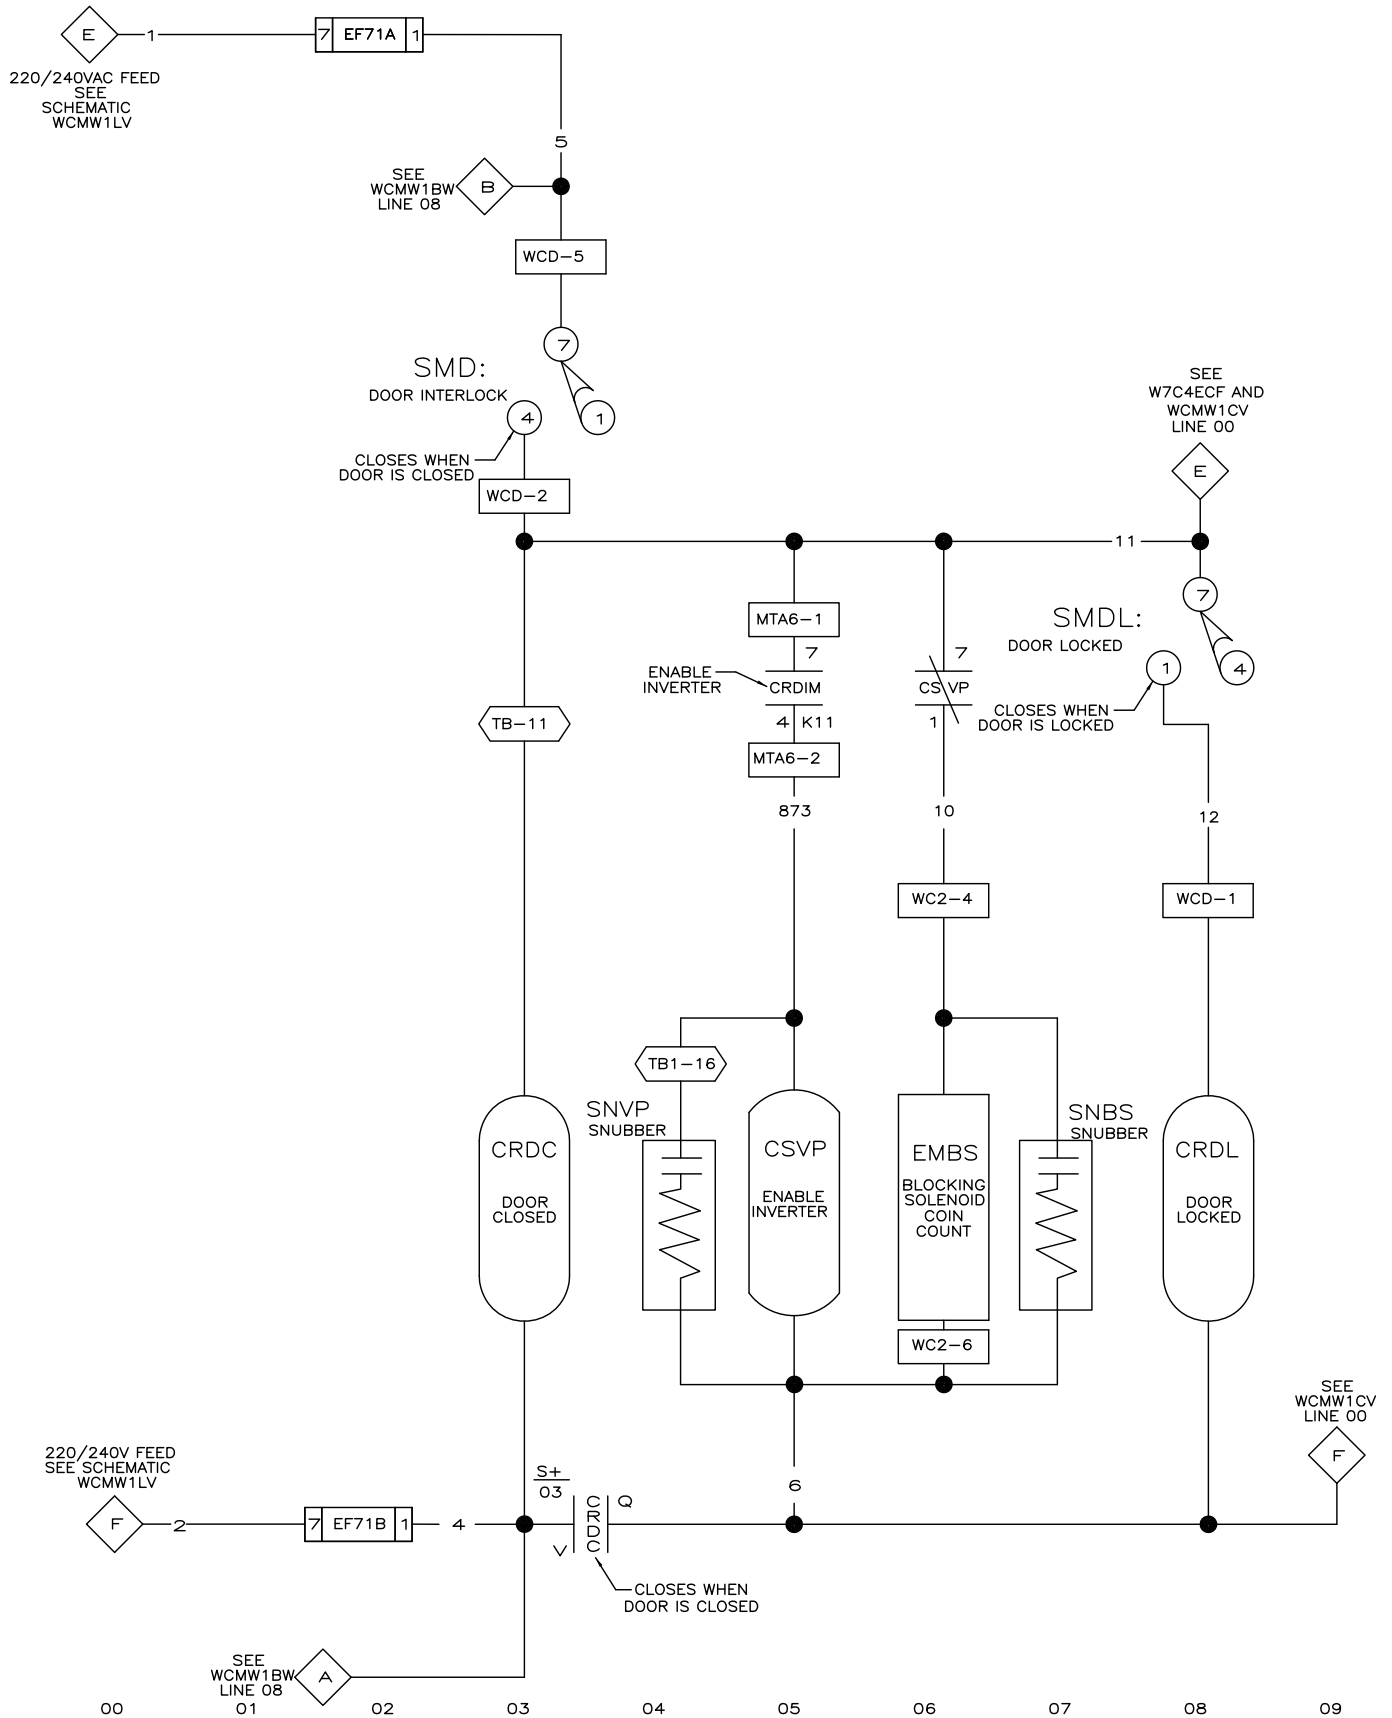 E
1
7
EF71A
1
220/240VAC FEED
SEE
SCHEMATIC
WCMW1LV
5
SEE
WCMW1BW
LINE 08
B
WCD-5
7
SMD:
DOOR INTERLOCK
4
1
CLOSES WHEN
DOOR IS CLOSED
WCD-2
SEE
W7C4ECF AND
WCMW1CV
LINE 00
E
11
7
SMDL:
DOOR LOCKED
1
4
CLOSES WHEN
DOOR IS LOCKED
MTA6-1
7
ENABLE
INVERTER
CRDIM
4
K11
MTA6-2
873
7
CSVP
1
10
12
TB-11
WC2-4
WCD-1
TB1-16
SNVP
SNUBBER
SNBS
SNUBBER
CRDC
DOOR
CLOSED
CSVP
ENABLE
INVERTER
EMBS
BLOCKING
SOLENOID
COIN
COUNT
CRDL
DOOR
LOCKED
WC2-6
SEE
WCMW1CV
LINE 00
F
220/240V FEED
SEE SCHEMATIC
WCMW1LV
F
2
7
EF71B
1
4
S+
03
CRDC
Q
V
6
CLOSES WHEN
DOOR IS CLOSED
SEE
WCMW1BW
LINE 08
A
00 01 02 03 04 05 06 07 08 09